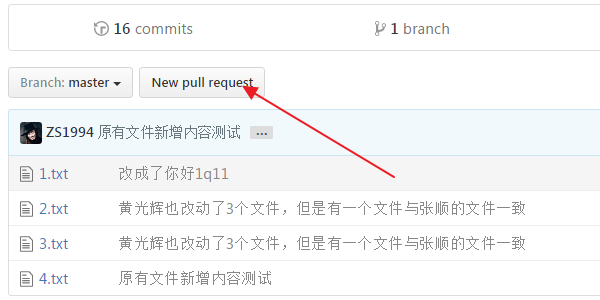 16 commits 1 branch
Branch: master New pull request
ZS1994 原有文件新增内容测试 ...
1.txt 改成了你好1q11
2.txt 黄光辉也改动了3个文件，但是有一个文件与张顺的文件一致
3.txt 黄光辉也改动了3个文件，但是有一个文件与张顺的文件一致
4.txt 原有文件新增内容测试